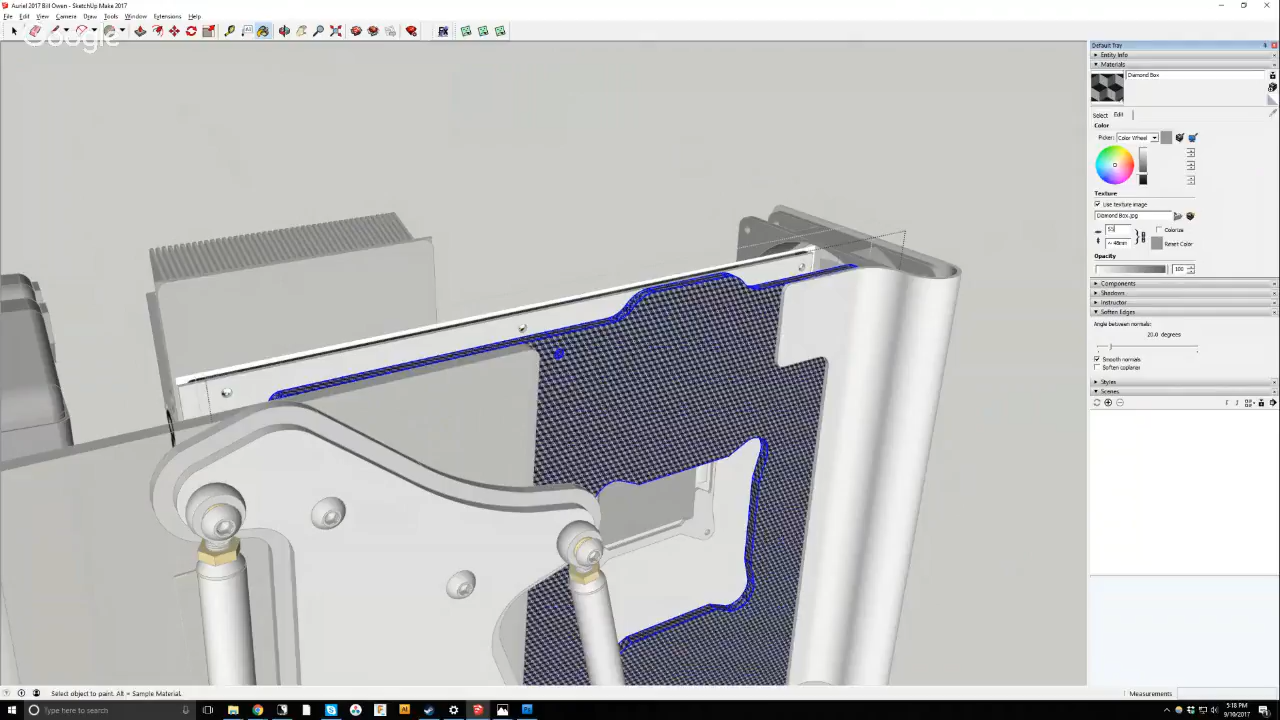 Auriel 2017 Bill Owen - SketchUp Make 2017
File Edit View Camera Draw Tools Window Extensions Help
Google
Default Tray
Entity Info
Materials
Diamond Box
Select Edit
Color
Picker: Color Wheel
Texture
Use texture image
Diamond Box.jpg
Colorize
~ 46mm Reset Color
Opacity
100
Components
Shadows
Instructor
Soften Edges
Angle between normals:
20.0 degrees
Smooth normals
Soften coplanar
Styles
Scenes
Select object to paint. Alt = Sample Material.
Measurements
Type here to search
5:18 PM
9/10/2017